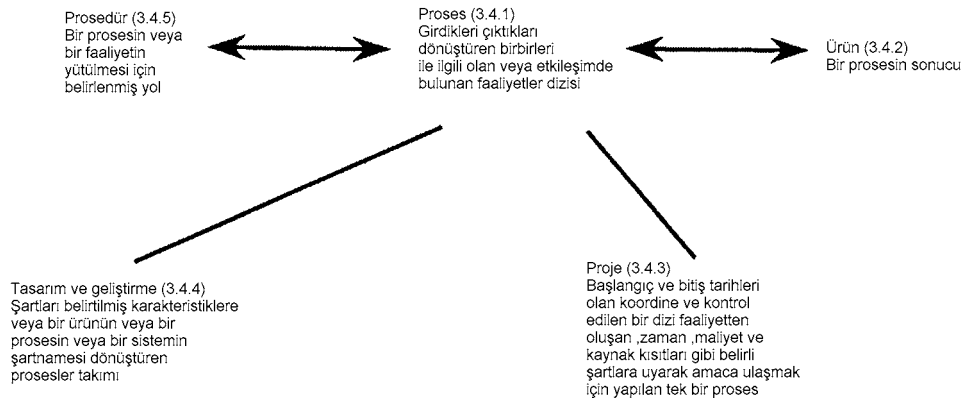 Prosedür (3.4.5)
Bir prosesin veya
bir faaliyetin
yütülmesi için
belirlenmiş yol
Proses (3.4.1)
Girdikleri çıktıkları
dönüştüren birbirleri
ile ilgili olan veya etkileşimde
bulunan faaliyetler dizisi
Ürün (3.4.2)
Bir prosesin sonucu
Tasarım ve geliştirme (3.4.4)
Şartları belirtilmiş karakteristiklere
veya bir ürünün veya bir
prosesin veya bir sistemin
şartnamesi dönüştüren
prosesler takımı
Proje (3.4.3)
Başlangıç ve bitiş tarihleri
olan koordine ve kontrol
edilen bir dizi faaliyetten
oluşan ,zaman ,maliyet ve
kaynak kısıtları gibi belirli
şartlara uyarak amaca ulaşmak
için yapılan tek bir proses